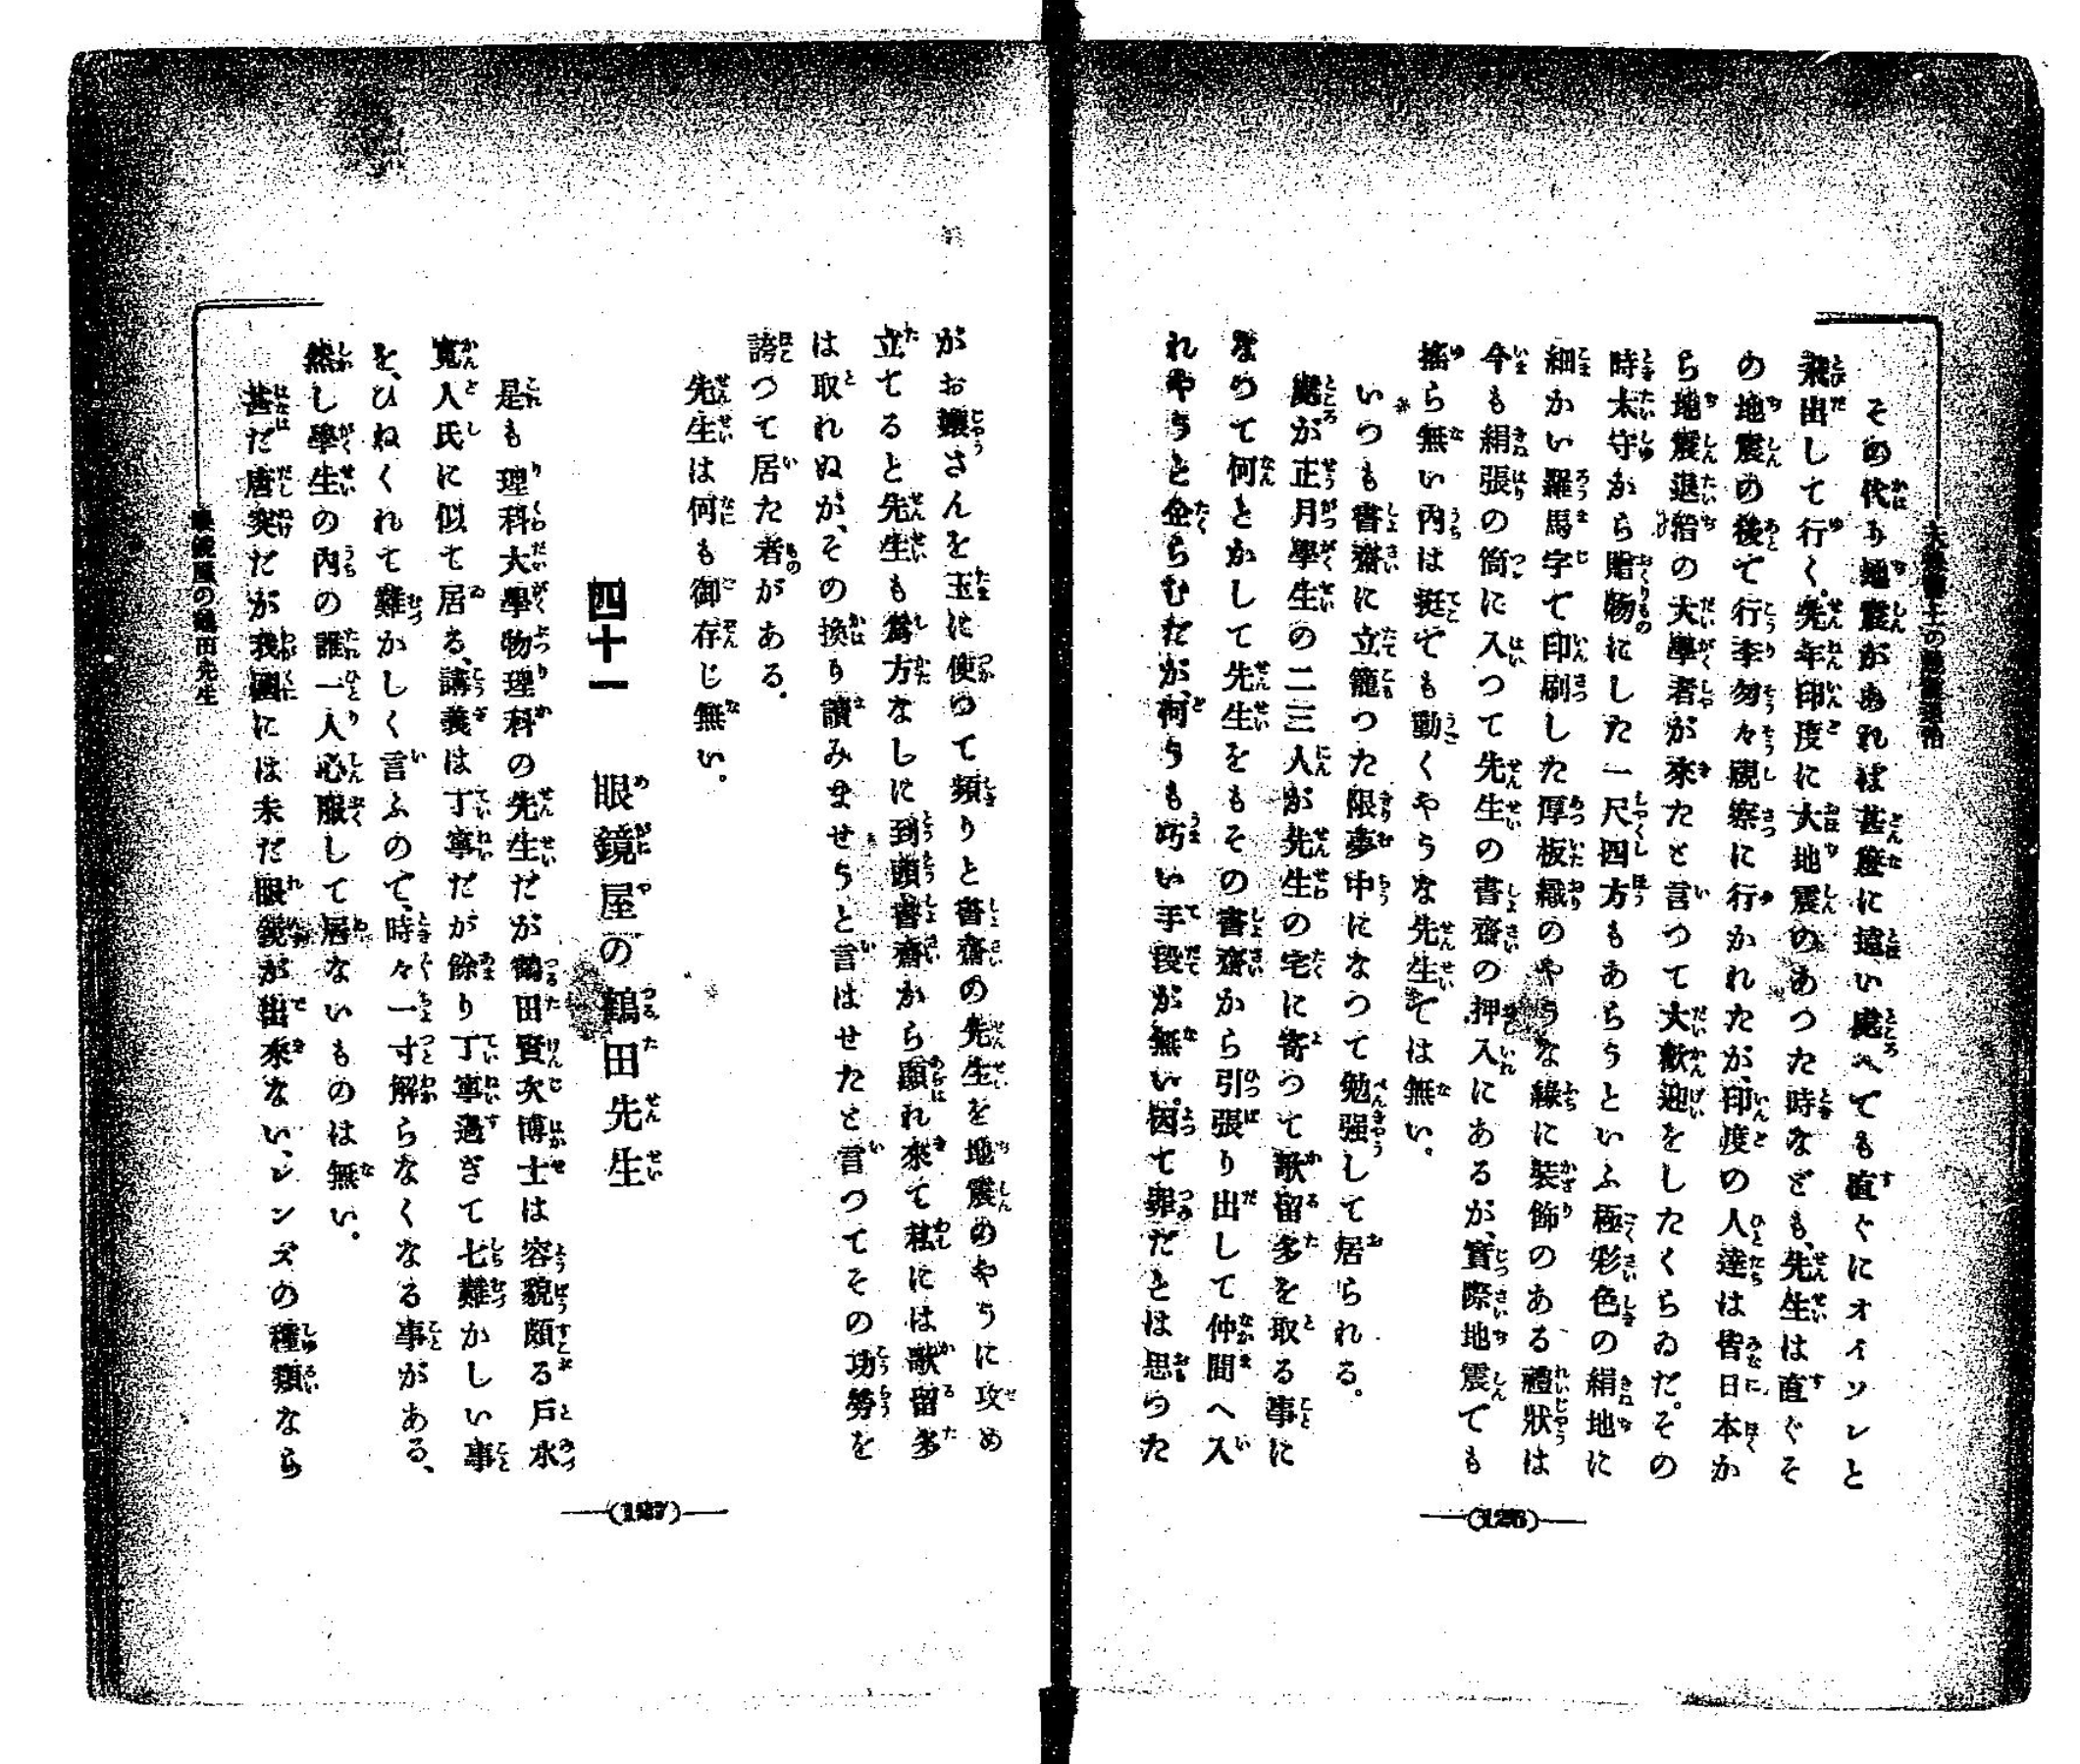 その代り地震があれば甚麼に遠い處へでも直ぐにオイソレと
飛出して行く。先年印度に大地震のあつた時なども、先生は直ぐそ
の地震の後で行李勿々視察に行かれたが、印度の人達は皆日本か
ら地震退治の大學者が來たと言つて大歡迎をしたくらゐだ。その
時太守から贈物にした一尺四方もあらうといふ極彩色の絹地に
細かい羅馬字で印刷した厚板織のやうな緣に裝飾のある禮狀は
今も絹張の筒に入つて先生の書齋の押入にあるが、實際地震でも
搖ら無い內は挺でも動くやうな先生では無い。
いつも書齋に立籠つた限夢中になつて勉强して居られる。
處が正月學生の二三人が先生の宅に寄つて歌留多を取る事に
なつて何とかして先生をもその書齋から引張り出して仲間へ入
れやうと企らむだが、何うも巧い手段が無い。因で罪だとは思つた
(126)
がお孃さんを玉に使つて頻りと書齋の先生を地震のやうに攻め
立てると先生も爲方なしに到頭書齋から顯れ來て私には歌留多
は取れぬが、その換り讀みませうと言はせたと言つてその功勞を
誇つて居た者がある。
先生は何も御存じ無い。
四十一 眼鏡屋の鶴田先生
是も理科大學物理科の先生だが鶴田賢次博士は容貌頗る戶水
寬人氏に似て居る、講義は丁寧だが餘り丁寧過ぎて七難かしい事
を、ひねくれて難かしく言ふので、時々一寸解らなくなる事がある、
然し學生の內の誰一人心服して居ないものは無い。
甚だ唐突だが我國には未だ眼鏡が出來ない、レンズの種類なら
眼鏡屋の鶴田先生
(127)